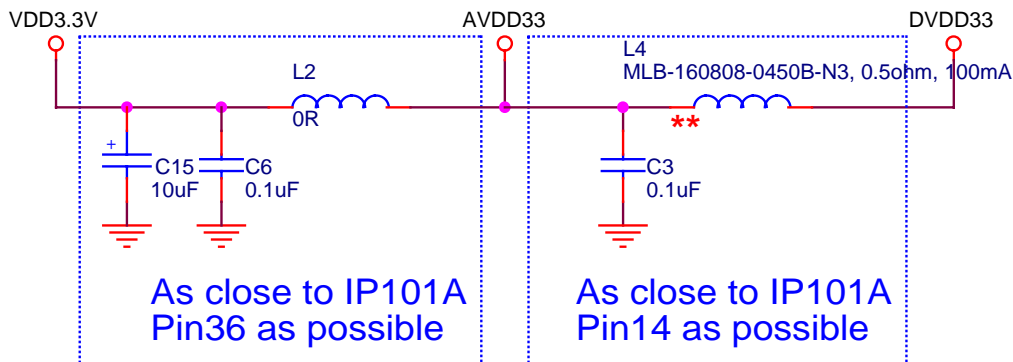 VDD3.3V
AVDD33
DVDD33
L2
0R
L4
MLB-160808-0450B-N3, 0.5ohm, 100mA
**
+
C15
10uF
C6
0.1uF
C3
0.1uF
As close to IP101A
Pin36 as possible
As close to IP101A
Pin14 as possible